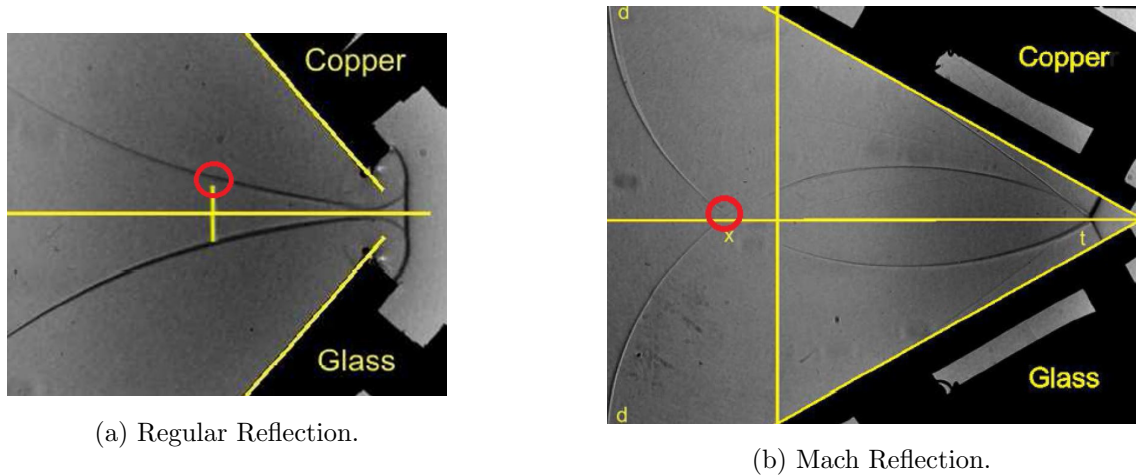 Copper
Glass
(a) Regular Reflection.
d
Copper
x
t
Glass
d
(b) Mach Reflection.